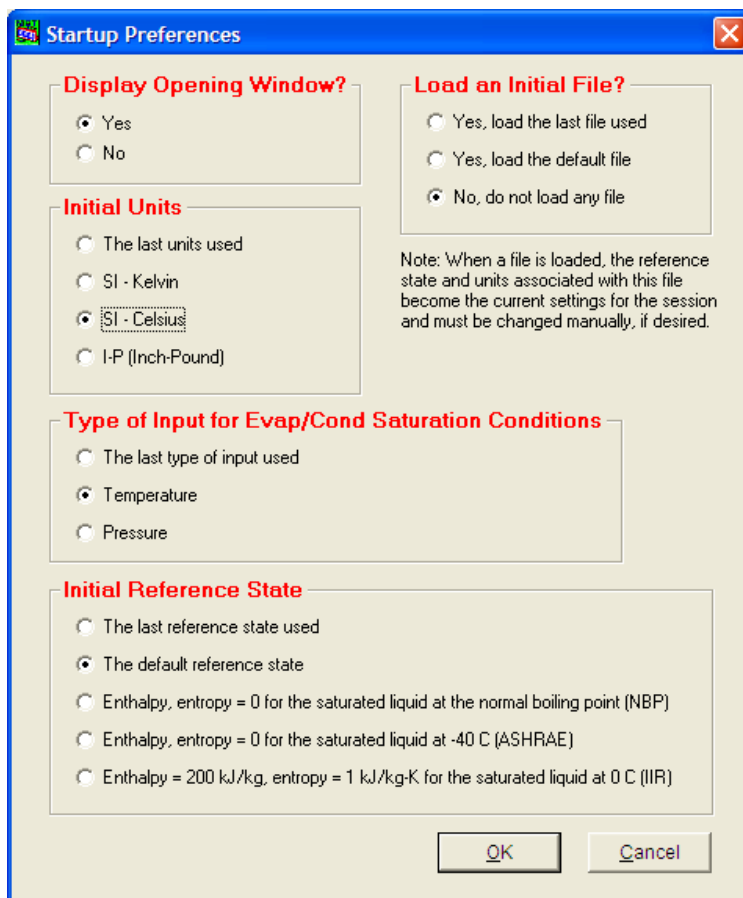 Startup Preferences
Display Opening Window?
Yes
No
Load an Initial File?
Yes, load the last file used
Yes, load the default file
No, do not load any file
Initial Units
The last units used
SI - Kelvin
SI - Celsius
I-P (Inch-Pound)
Note: When a file is loaded, the reference
state and units associated with this file
become the current settings for the session
and must be changed manually, if desired.
Type of Input for Evap/Cond Saturation Conditions
The last type of input used
Temperature
Pressure
Initial Reference State
The last reference state used
The default reference state
Enthalpy, entropy = 0 for the saturated liquid at the normal boiling point (NBP)
Enthalpy, entropy = 0 for the saturated liquid at -40 C (ASHRAE)
Enthalpy = 200 kJ/kg, entropy = 1 kJ/kg-K for the saturated liquid at 0 C (IIR)
OK
Cancel